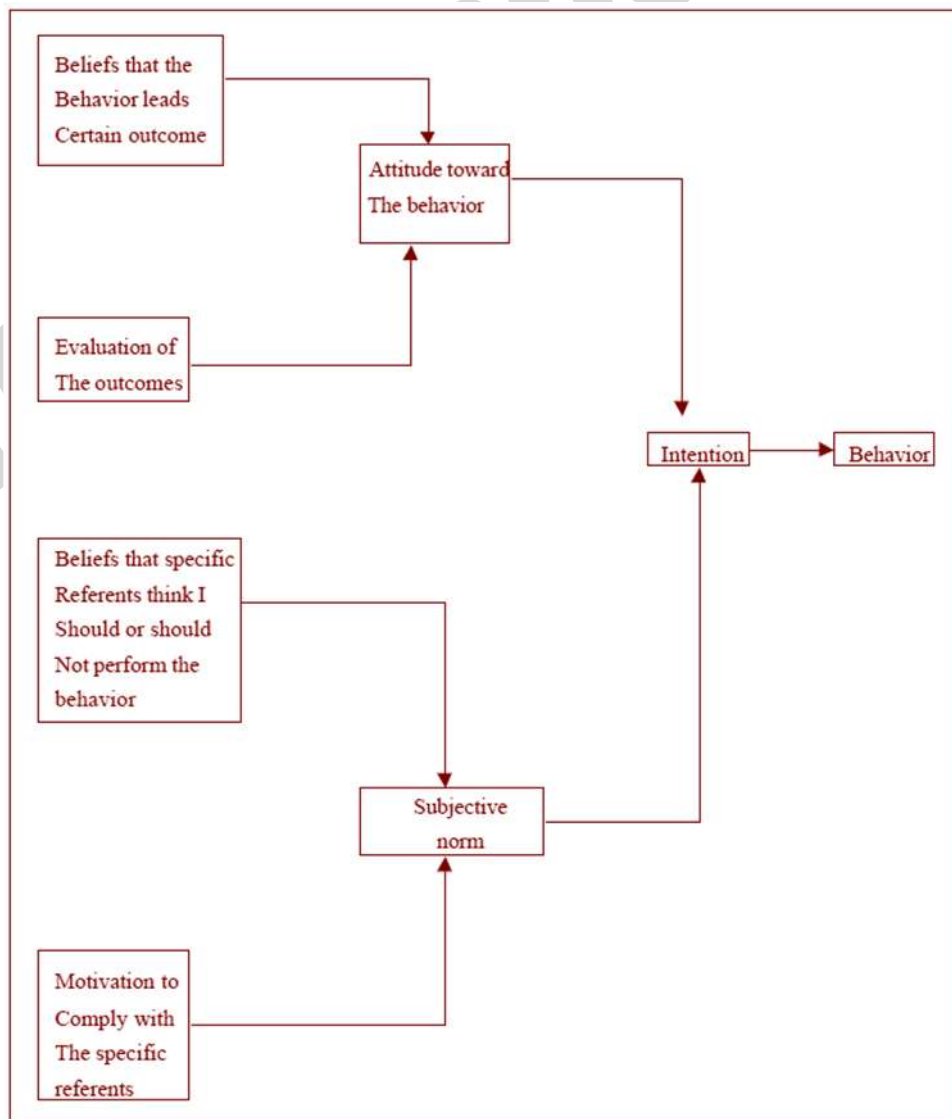 Beliefs that the
Behavior leads
Certain outcome
Attitude toward
The behavior
Evaluation of
The outcomes
Intention
Behavior
Beliefs that specific
Referents think I
Should or should
Not perform the
behavior
Subjective
norm
Motivation to
Comply with
The specific
referents